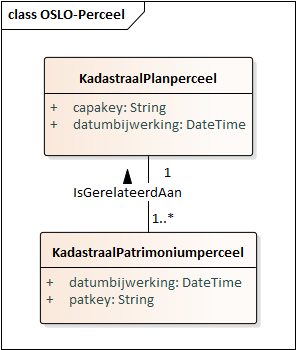 class OSLO-Perceel
KadastraalPlanperceel
+ capakey: String
+ datumbijwerking: DateTime
1
IsGerelateerdAan
1..*
KadastraalPatrimoniumperceel
+ datumbijwerking: DateTime
+ patkey: String